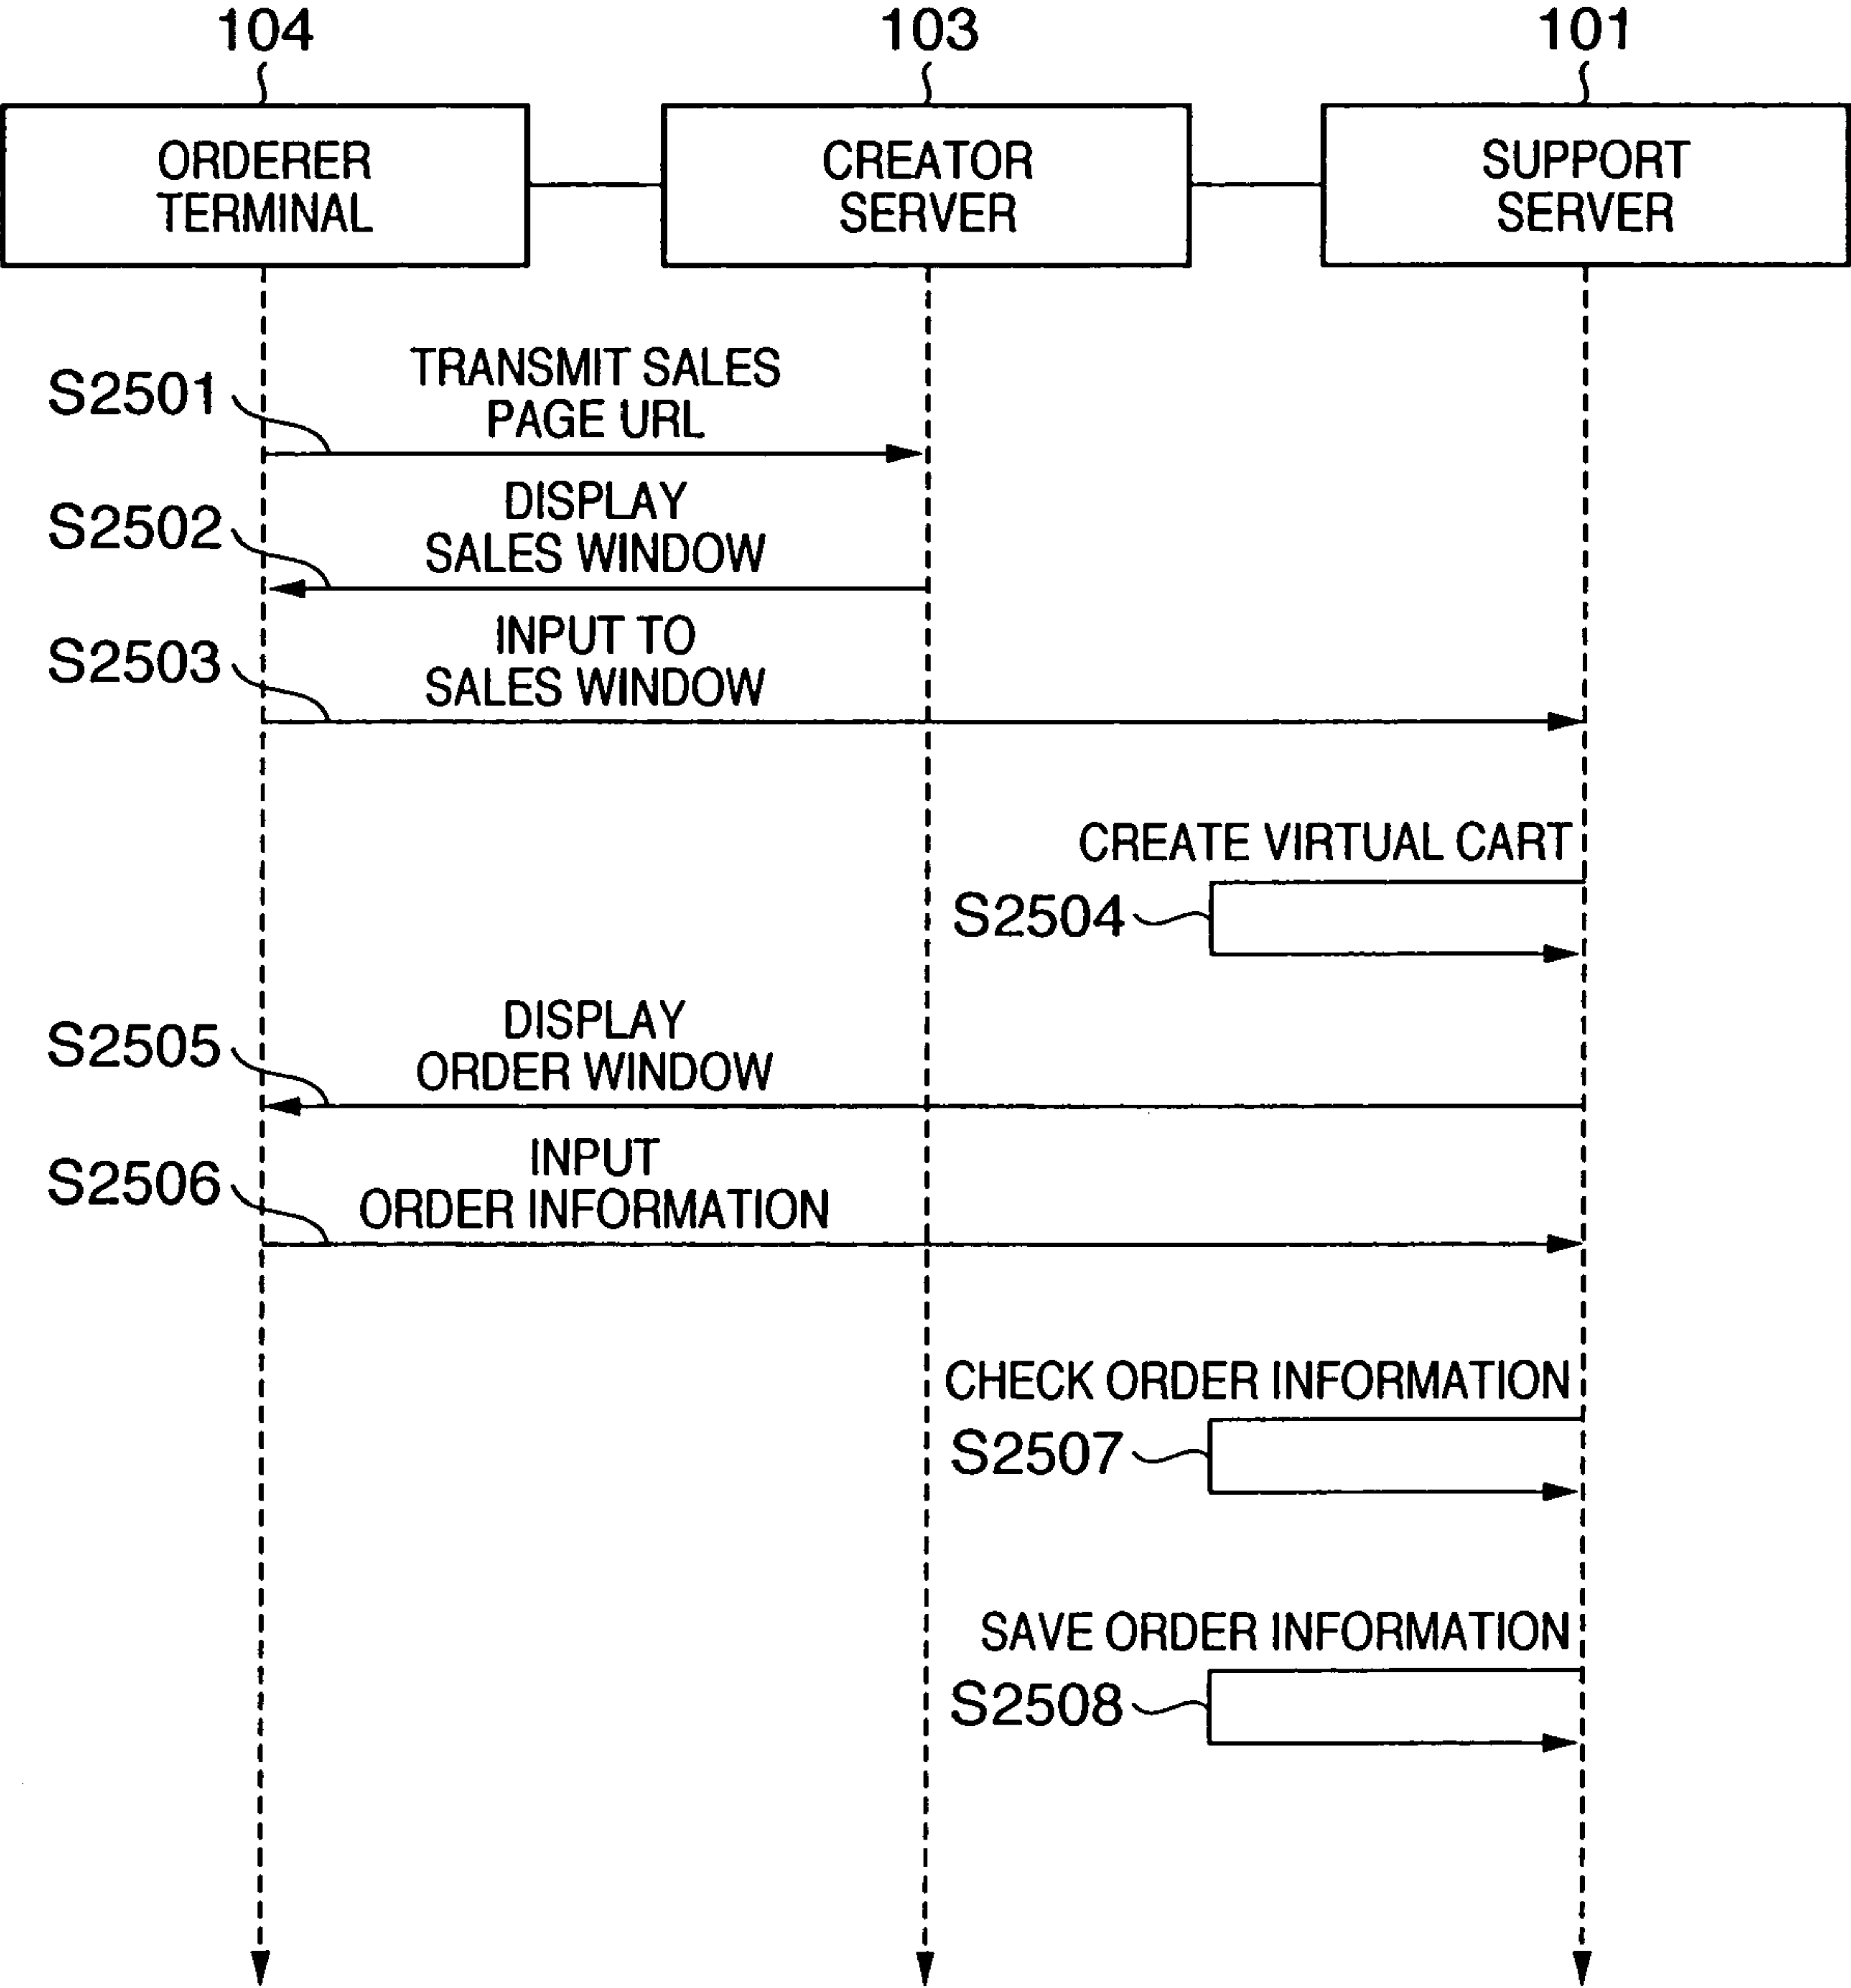 104
103
101
ORDERER
TERMINAL
CREATOR
SERVER
SUPPORT
SERVER
S2501
TRANSMIT SALES
PAGE URL
S2502
DISPLAY
SALES WINDOW
S2503
INPUT TO
SALES WINDOW
CREATE VIRTUAL CART
S2504
S2505
DISPLAY
ORDER WINDOW
S2506
INPUT
ORDER INFORMATION
CHECK ORDER INFORMATION
S2507
SAVE ORDER INFORMATION
S2508